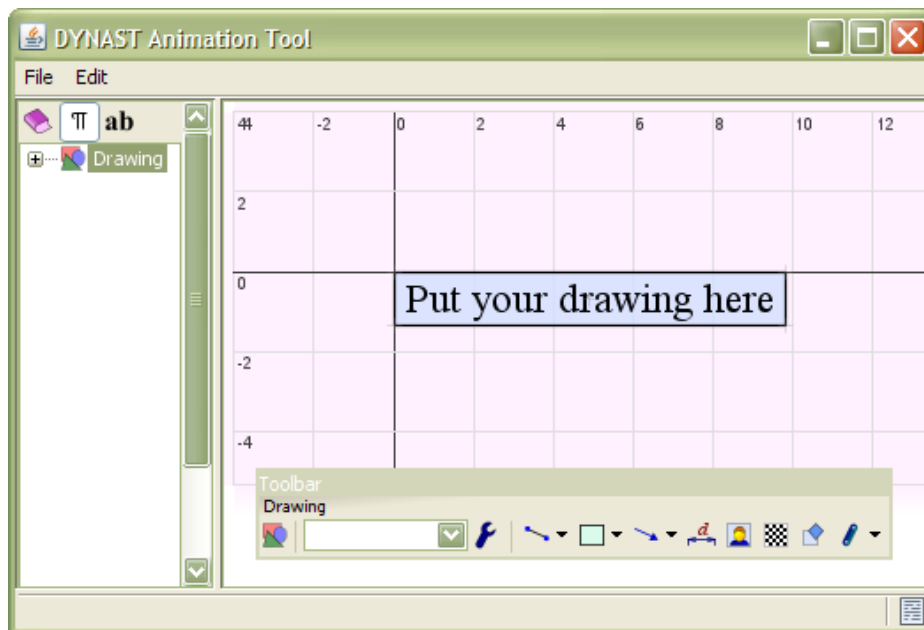 DYNAST Animation Tool
File Edit
¶ ab
Drawing
44 -2 0 2 4 6 8 10 12
2
0
Put your drawing here
-2
-4
Toolbar
Drawing
d